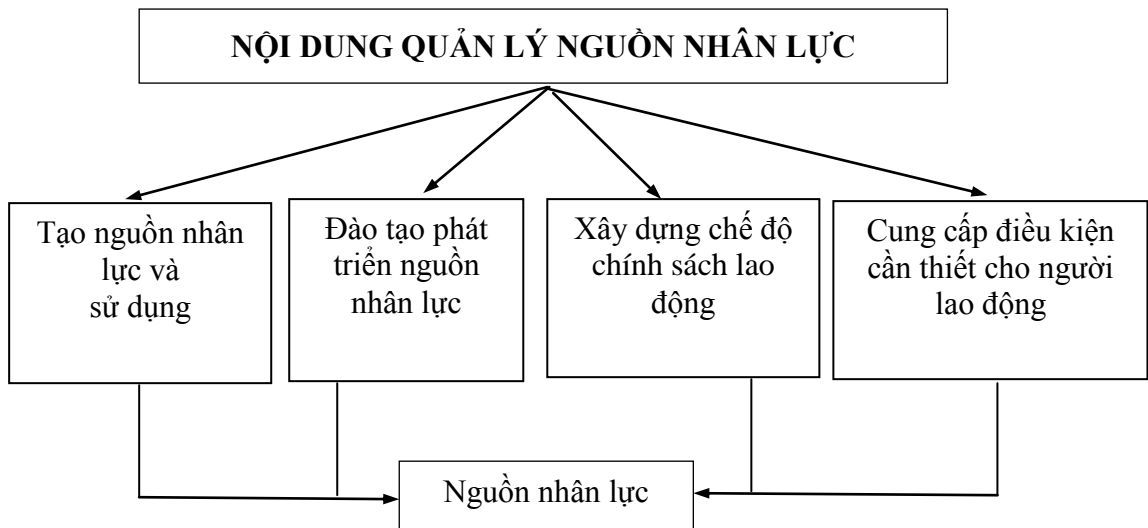 NỘI DUNG QUẢN LÝ NGUỒN NHÂN LỰC
Tạo nguồn nhân
lực và
sử dụng
Đào tạo phát
triển nguồn
nhân lực
Xây dựng chế độ
chính sách lao
động
Cung cấp điều kiện
cần thiết cho người
lao động
Nguồn nhân lực